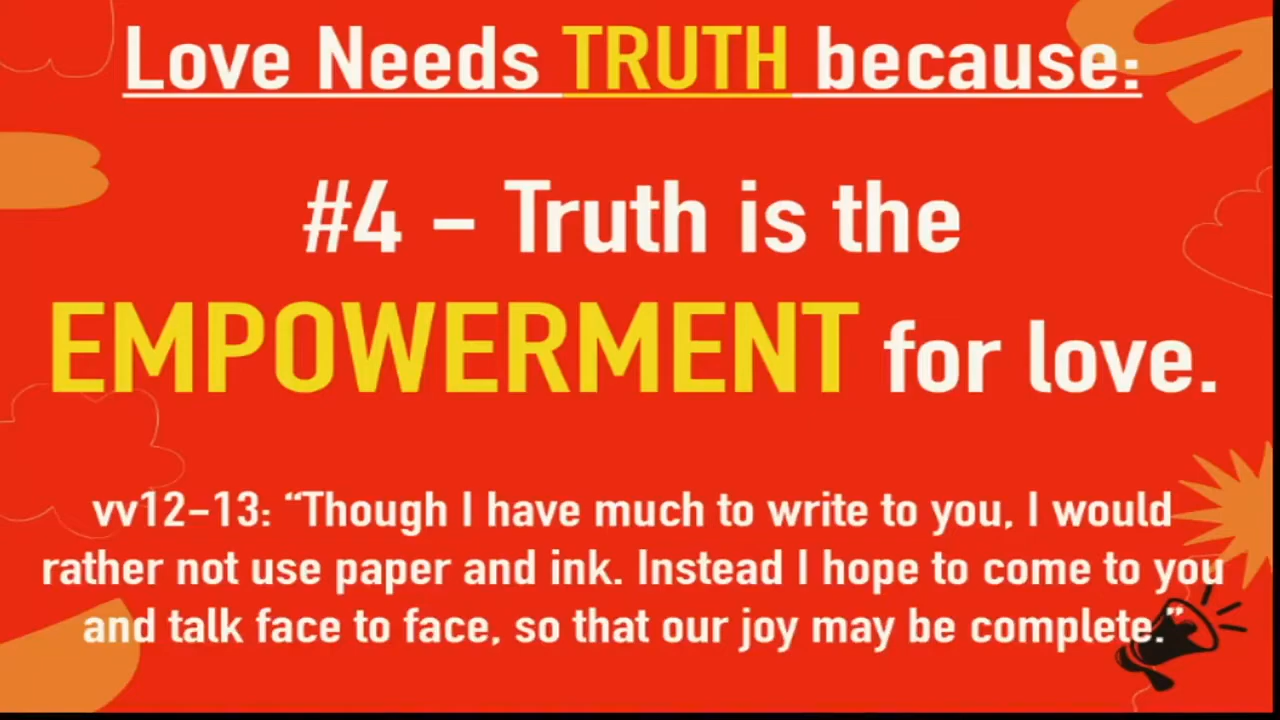 Love Needs TRUTH because:
#4 – Truth is the
EMPOWERMENT for love.
vv12-13: “Though I have much to write to you, I would
rather not use paper and ink. Instead I hope to come to you
and talk face to face, so that our joy may be complete.”